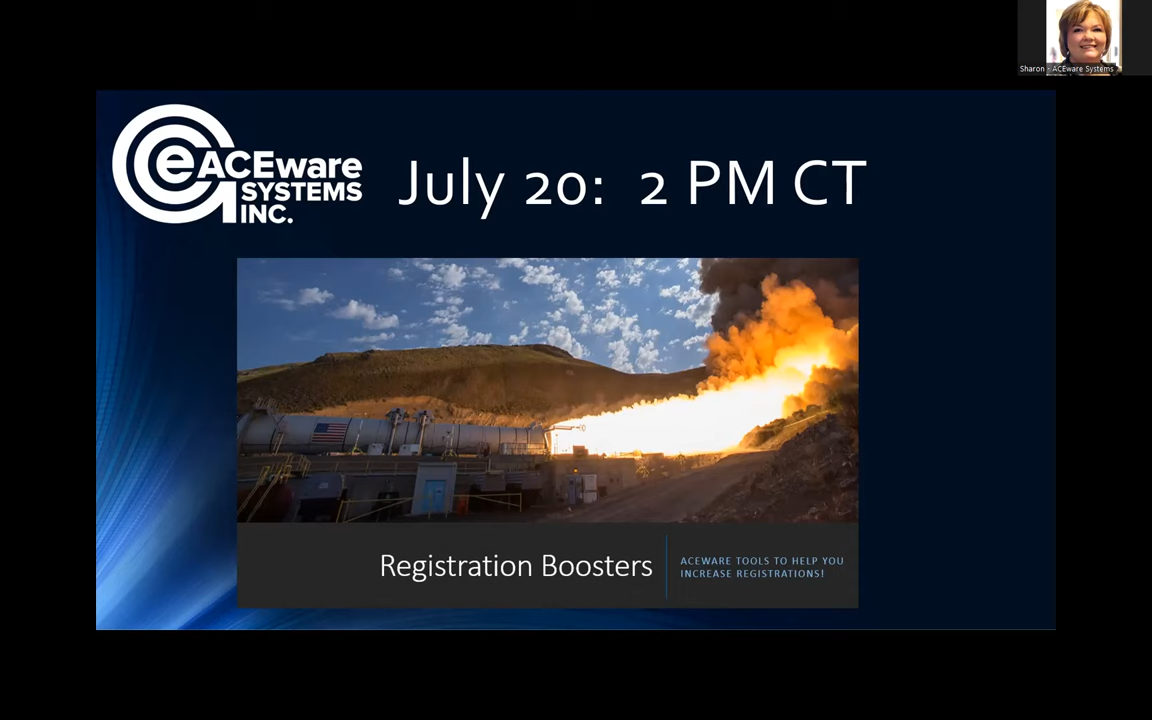 Sharon - ACEware Systems
ACEware
SYSTEMS
INC.
July 20: 2 PM CT
Registration Boosters
ACEWARE TOOLS TO HELP YOU
INCREASE REGISTRATIONS!